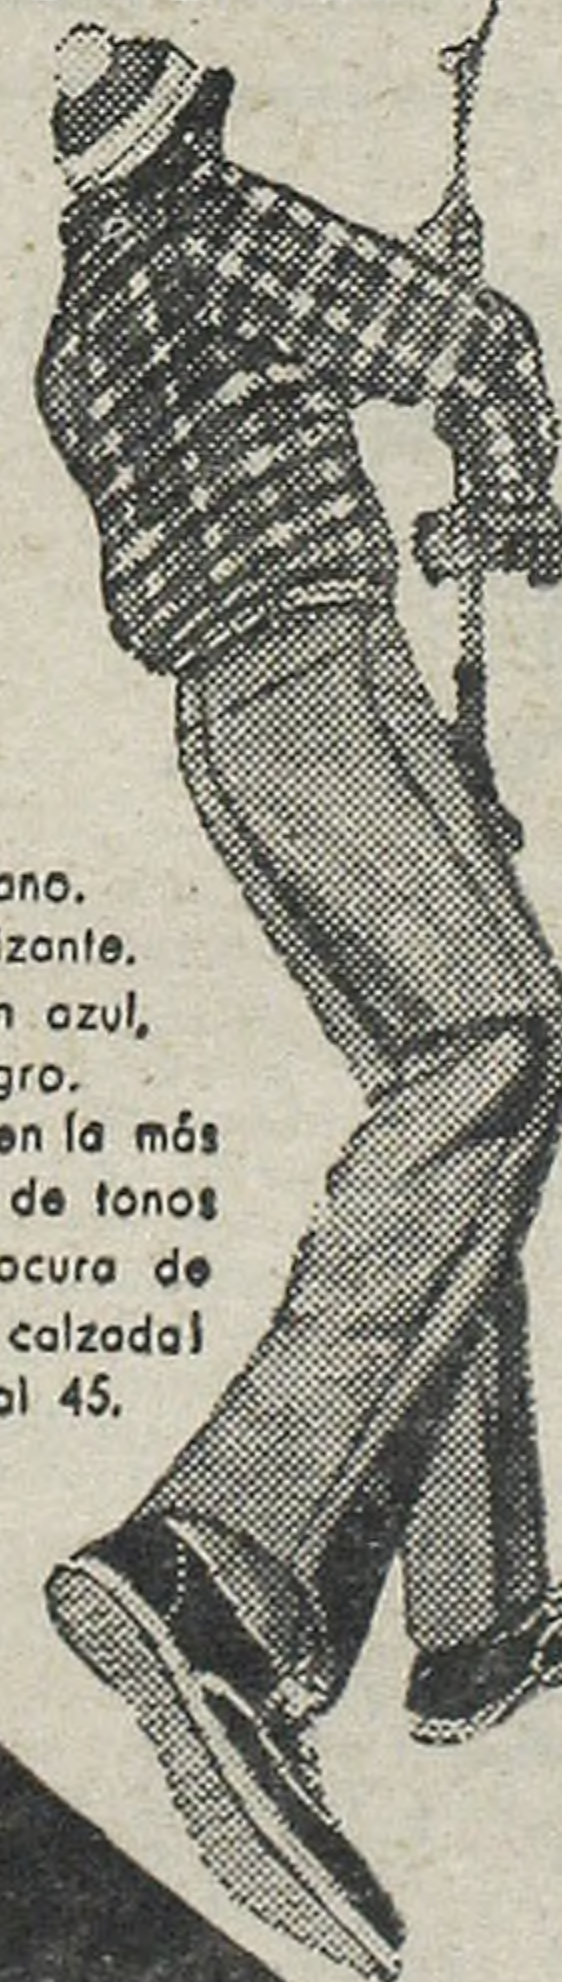 ano.
izante.
n azul,
gro.
en la más
de tonos
ocura de
calzada!
al 45.